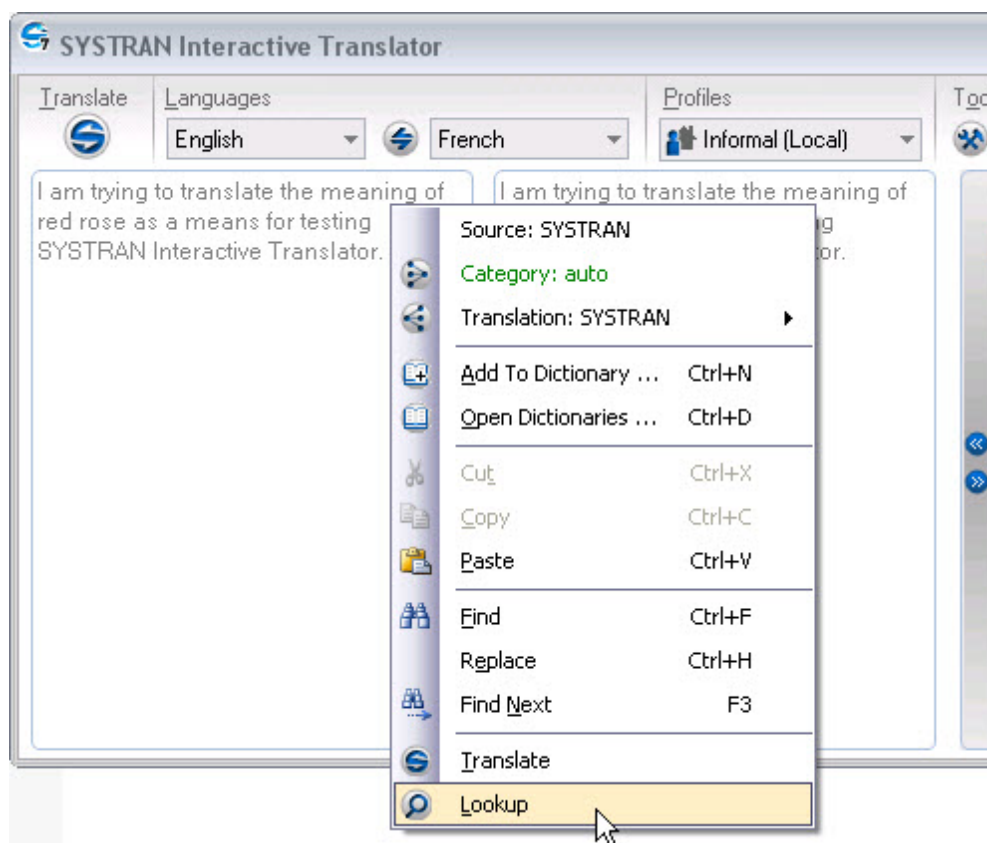 SYSTRAN Interactive Translator
Translate Languages Profiles
English French Informal (Local)
I am trying to translate the meaning of
red rose as a means for testing
SYSTRAN Interactive Translator.
I am trying to translate the meaning of
Source: SYSTRAN
Category: auto
Translation: SYSTRAN
Add To Dictionary ... Ctrl+N
Open Dictionaries ... Ctrl+D
Cut Ctrl+X
Copy Ctrl+C
Paste Ctrl+V
Find Ctrl+F
Replace Ctrl+H
Find Next F3
Translate
Lookup